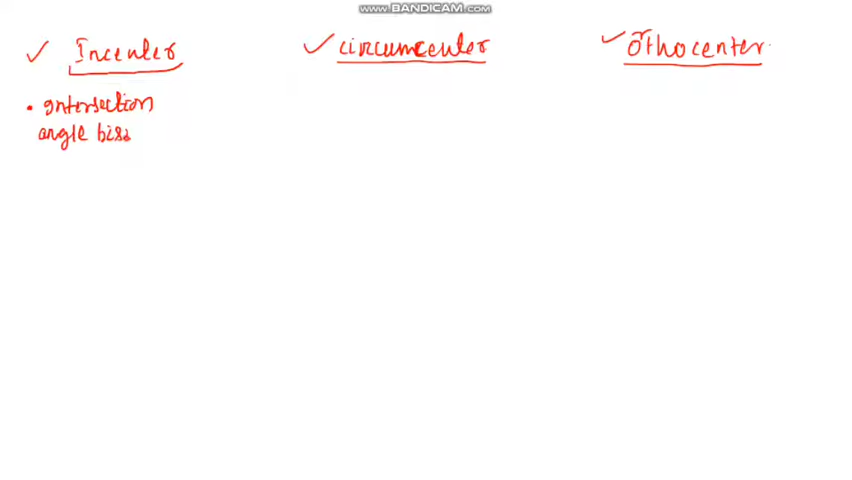 www.BANDICAM.com
✓ Incenter
✓ circumcenter
✓ Orthocenter
• Intersection
angle biss